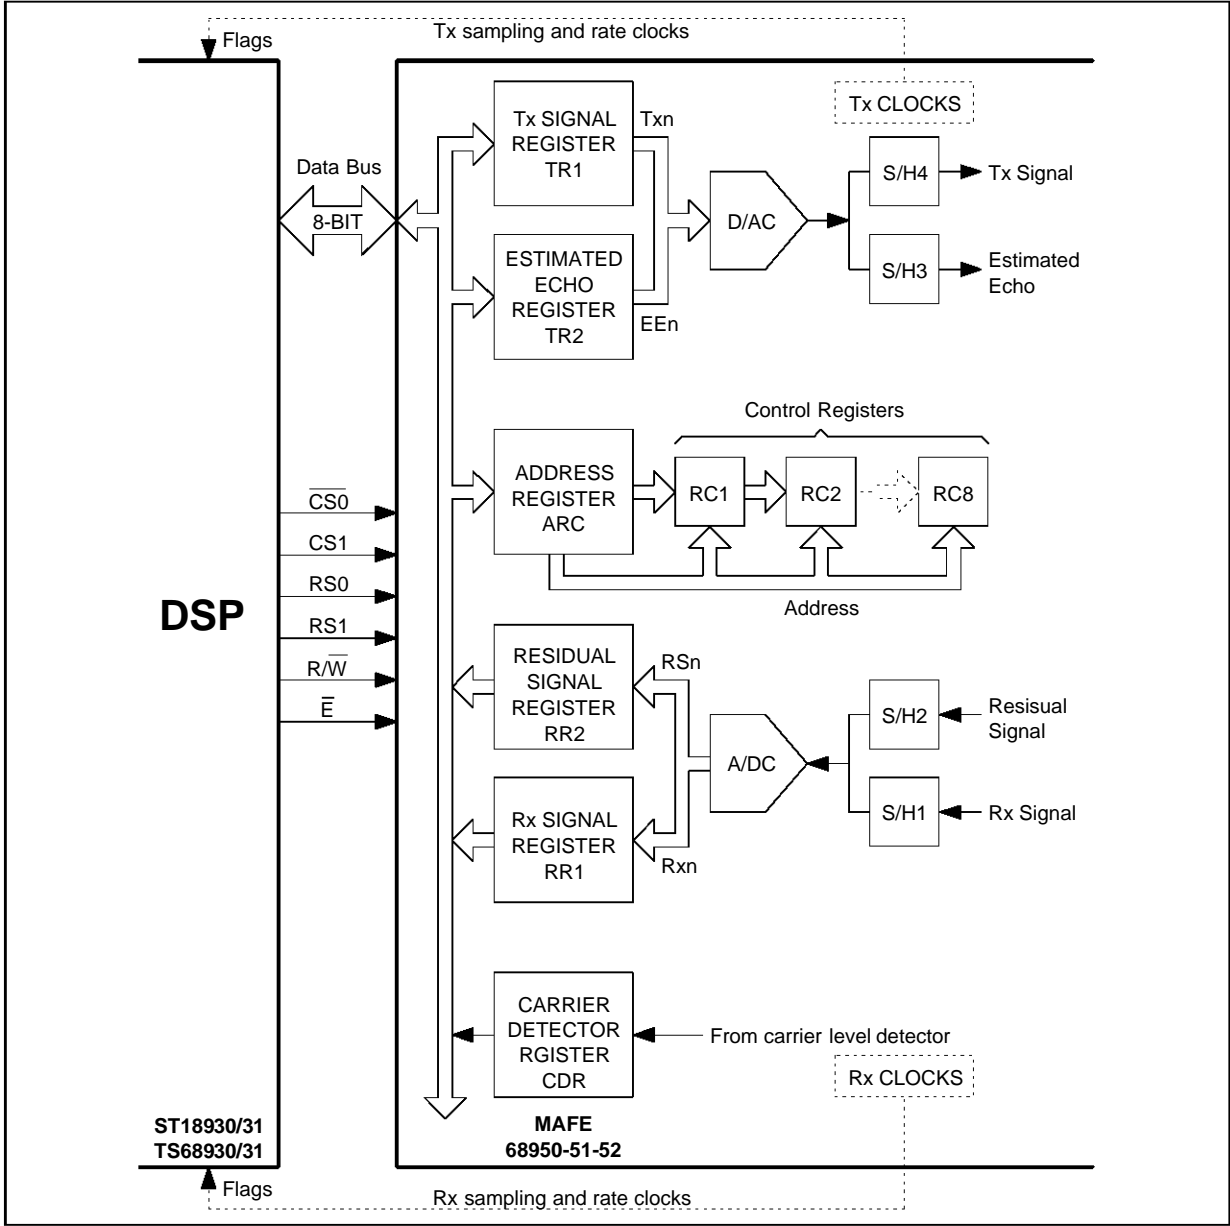 Tx sampling and rate clocks
Flags
Tx CLOCKS
Tx SIGNAL
REGISTER
TR1
Txn
Data Bus
8-BIT
D/AC
S/H4
Tx Signal
S/H3
Estimated
Echo
ESTIMATED
ECHO
REGISTER
TR2
EEn
Control Registers
ADDRESS
REGISTER
ARC
RC1
RC2
RC8
Address
CS0
CS1
RS0
RS1
R/W
E
DSP
RESIDUAL
SIGNAL
REGISTER
RR2
RSn
A/DC
S/H2
Resisual
Signal
S/H1
Rx Signal
Rx SIGNAL
REGISTER
RR1
Rxn
CARRIER
DETECTOR
RGISTER
CDR
From carrier level detector
Rx CLOCKS
ST18930/31
TS68930/31
MAFE
68950-51-52
Flags
Rx sampling and rate clocks